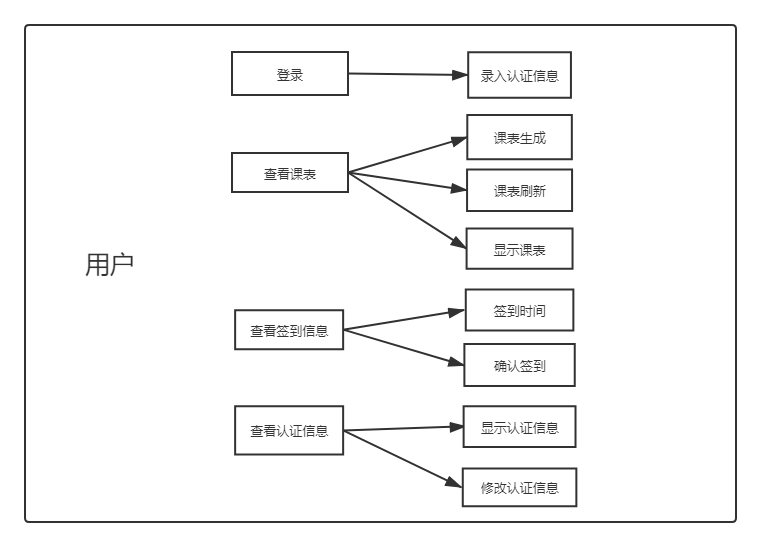 登录
录入认证信息
查看课表
课表生成
课表刷新
显示课表
用户
查看签到信息
签到时间
确认签到
查看认证信息
显示认证信息
修改认证信息